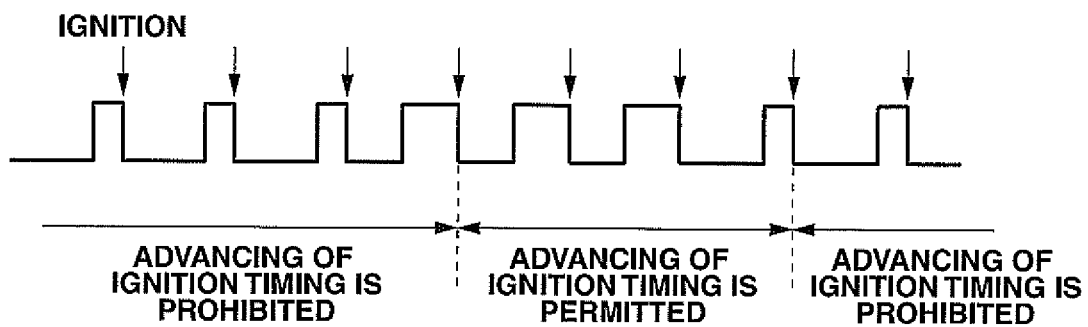 IGNITION
ADVANCING OF
IGNITION TIMING IS
PROHIBITED
ADVANCING OF
IGNITION TIMING IS
PERMITTED
ADVANCING OF
IGNITION TIMING IS
PROHIBITED